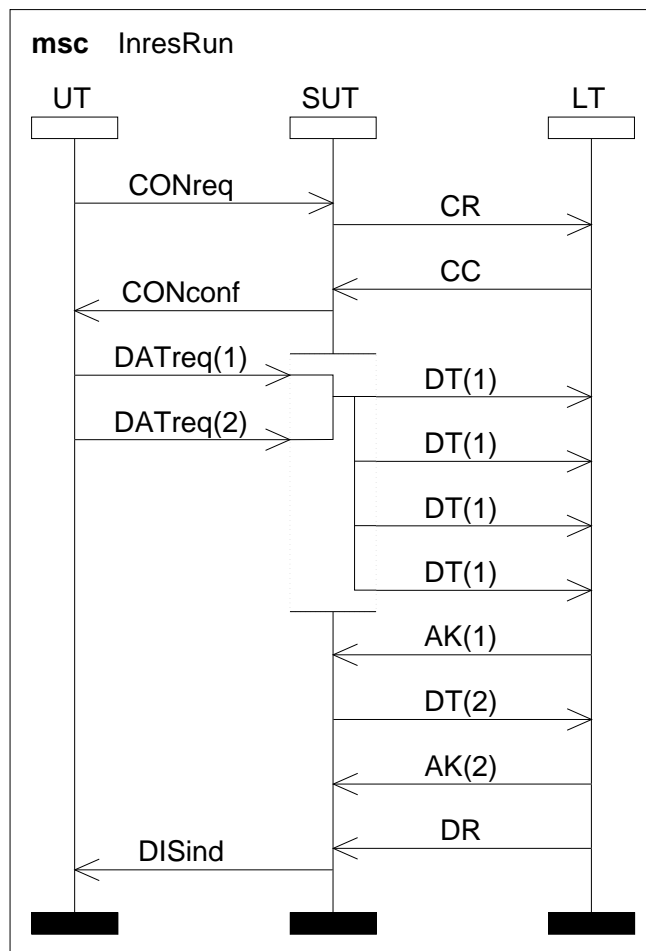 msc InresRun
UT SUT LT
CONreq
CR
CC
CONconf
DATreq(1)
DT(1)
DATreq(2)
DT(1)
DT(1)
DT(1)
AK(1)
DT(2)
AK(2)
DR
DISind